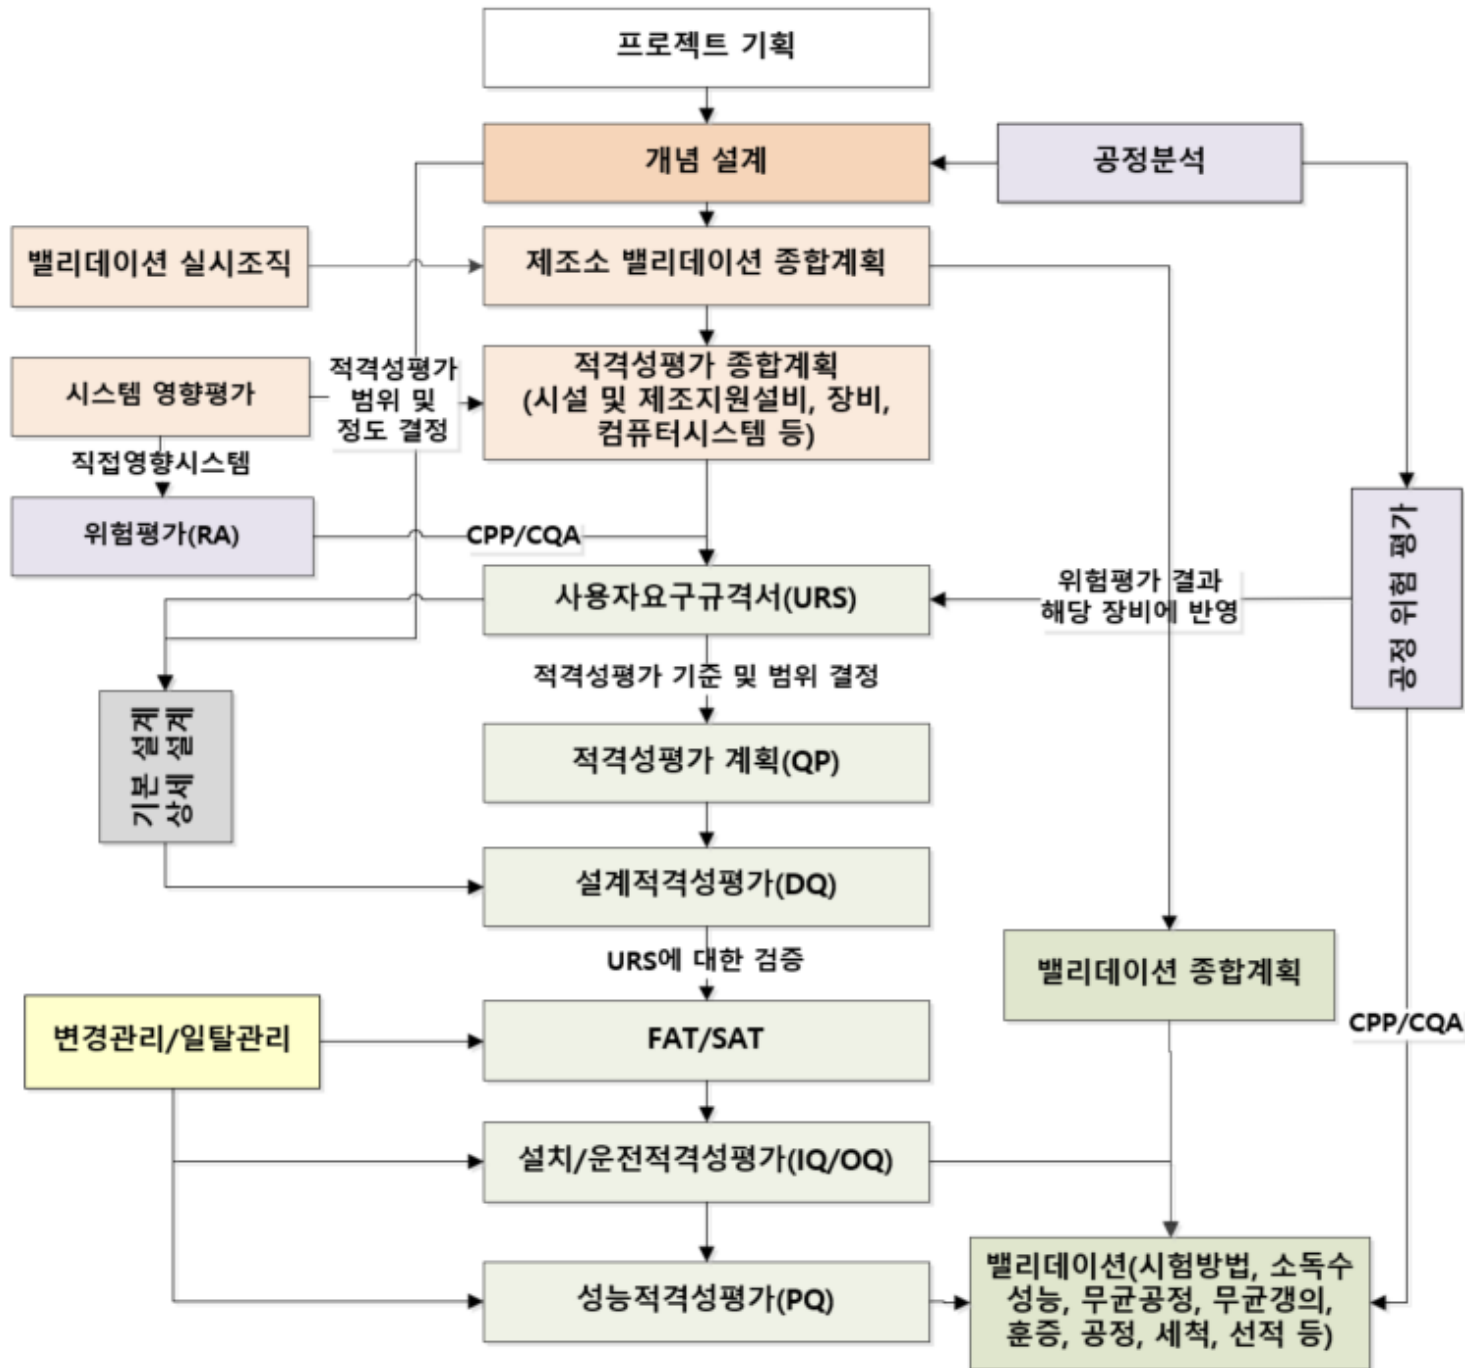 프로젝트 기획
개념 설계
공정분석
밸리데이션 실시조직
제조소 밸리데이션 종합계획
시스템 영향평가
적격성평가
범위 및
정도 결정
적격성평가 종합계획
(시설 및 제조지원설비, 장비,
컴퓨터시스템 등)
직접영향시스템
위험평가(RA)
CPP/CQA
공정 위험 평가
사용자요구규격서(URS)
위험평가 결과
해당 장비에 반영
적격성평가 기준 및 범위 결정
기본 설계
상세 설계
적격성평가 계획(QP)
설계적격성평가(DQ)
URS에 대한 검증
밸리데이션 종합계획
변경관리/일탈관리
FAT/SAT
CPP/CQA
설치/운전적격성평가(IQ/OQ)
성능적격성평가(PQ)
밸리데이션(시험방법, 소독수
성능, 무균공정, 무균갱의,
훈증, 공정, 세척, 선적 등)